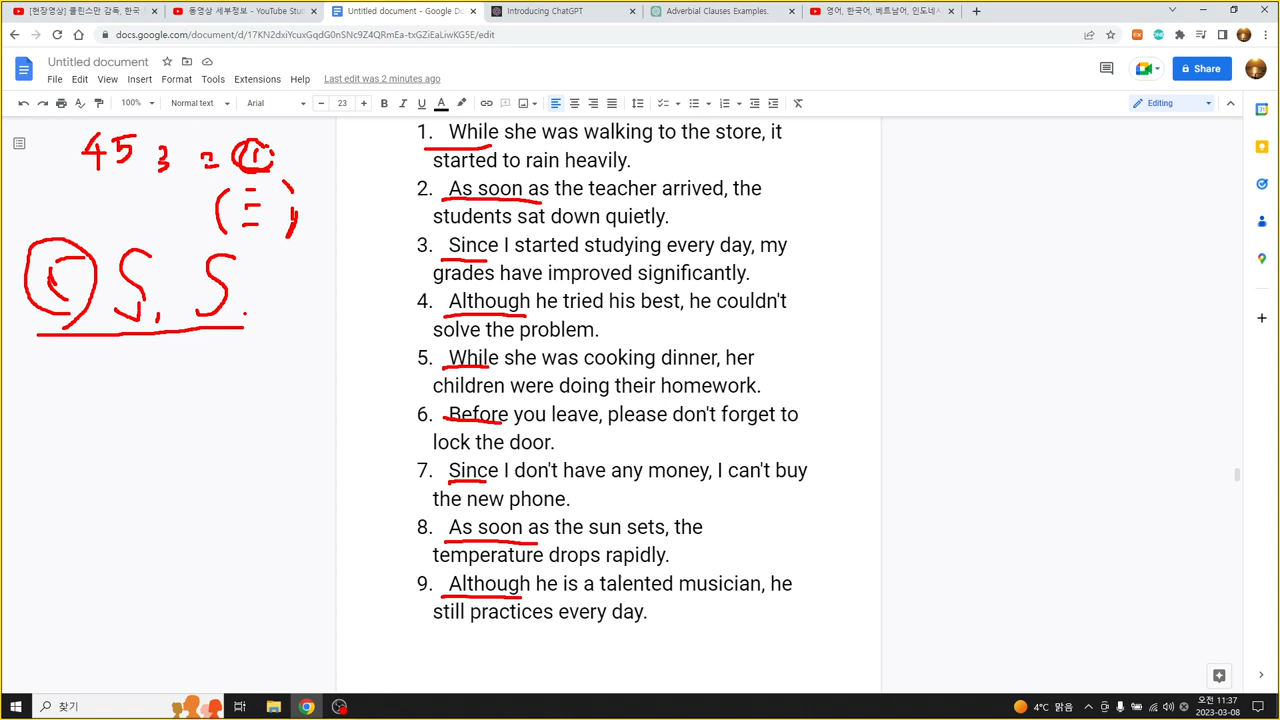 [현장영상] 클린스만 감독, 한국
동영상 세부정보 - YouTube Stud
Untitled document - Google Do
Introducing ChatGPT
Adverbial Clauses Examples.
영어, 한국어, 베트남어, 인도네시
docs.google.com/document/d/17KN2dxiYcuxGqdG0nSNc9Z4QRmEa-txGZiEaLiwKG5E/edit
Untitled document
File Edit View Insert Format Tools Extensions Help Last edit was 2 minutes ago
Share
100% Normal text Arial 23 B I U A Editing
4 5 3 = 1
C S, S.
1. While she was walking to the store, it
started to rain heavily.
2. As soon as the teacher arrived, the
students sat down quietly.
3. Since I started studying every day, my
grades have improved significantly.
4. Although he tried his best, he couldn't
solve the problem.
5. While she was cooking dinner, her
children were doing their homework.
6. Before you leave, please don't forget to
lock the door.
7. Since I don't have any money, I can't buy
the new phone.
8. As soon as the sun sets, the
temperature drops rapidly.
9. Although he is a talented musician, he
still practices every day.
찾기
4°C 맑음
오전 11:37
2023-03-08